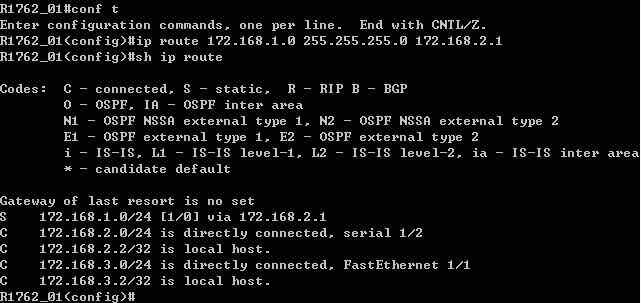 R1762_01#conf t
Enter configuration commands, one per line.  End with CNTL/Z.
R1762_01(config)#ip route 172.168.1.0 255.255.255.0 172.168.2.1
R1762_01(config)#sh ip route
Codes:  C - connected, S - static,  R - RIP B - BGP
O - OSPF, IA - OSPF inter area
N1 - OSPF NSSA external type 1, N2 - OSPF NSSA external type 2
E1 - OSPF external type 1, E2 - OSPF external type 2
i - IS-IS, L1 - IS-IS level-1, L2 - IS-IS level-2, ia - IS-IS inter area
* - candidate default
Gateway of last resort is no set
S    172.168.1.0/24 [1/0] via 172.168.2.1
C    172.168.2.0/24 is directly connected, serial 1/2
C    172.168.2.2/32 is local host.
C    172.168.3.0/24 is directly connected, FastEthernet 1/1
C    172.168.3.2/32 is local host.
R1762_01(config)#